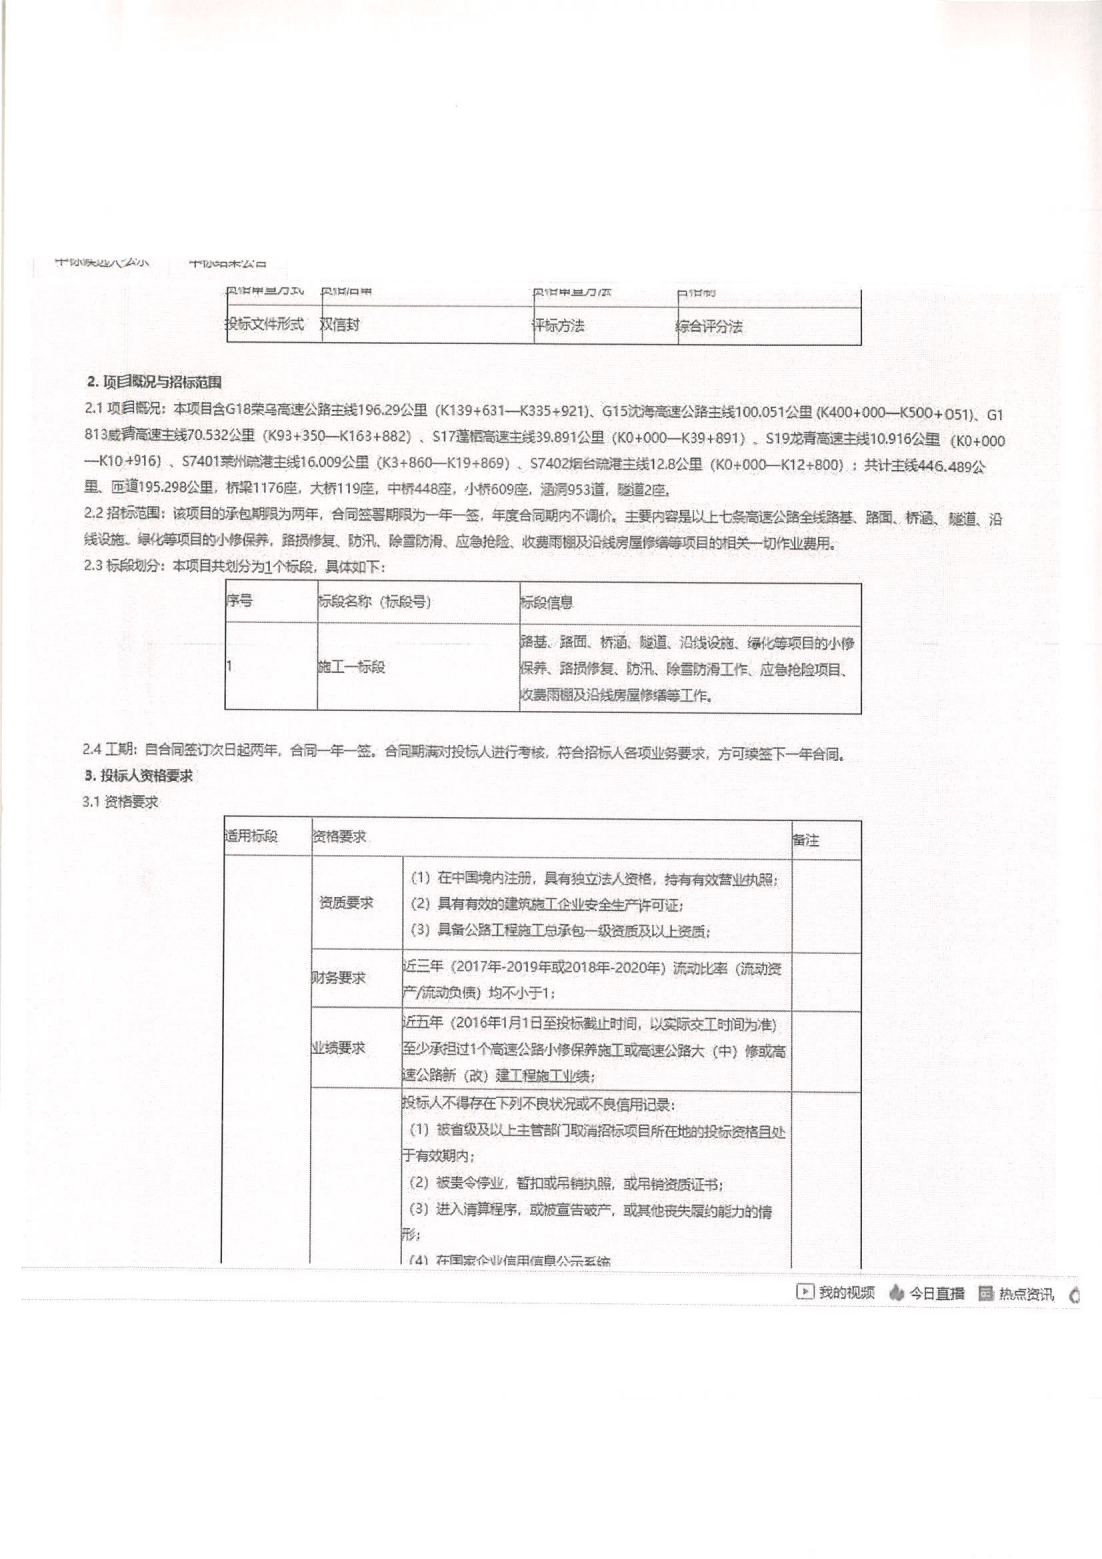 中标候选人公示 中标结果公告
资格审查方式 资格后审 资格审查方法 合格制
投标文件形式 双信封 评标方法 综合评分法
2. 项目概况与招标范围
2.1 项目概况：本项目含G18荣乌高速公路主线196.29公里（K139+631—K335+921）、G15沈海高速公路主线100.051公里 (K400+000—K500+051)、G1
813威青高速主线70.532公里（K93+350—K163+882）、S17蓬栖高速主线39.891公里（K0+000—K39+891）、S19龙青高速主线10.916公里（K0+000
—K10+916）、S7401莱州疏港主线16.009公里（K3+860—K19+869）、S7402烟台疏港主线12.8公里（K0+000—K12+800）；共计主线446.489公
里、匝道195.298公里，桥梁1176座，大桥119座，中桥448座，小桥609座，涵洞953道，隧道2座。
2.2 招标范围：该项目的承包期限为两年，合同签署期限为一年一签，年度合同期内不调价。主要内容是以上七条高速公路全线路基、路面、桥涵、隧道、沿
线设施、绿化等项目的小修保养，路损修复、防汛、除雪防滑、应急抢险、收费雨棚及沿线房屋修缮等项目的相关一切作业费用。
2.3 标段划分：本项目共划分为1个标段，具体如下：
序号 标段名称（标段号） 标段信息
1 施工一标段 路基、路面、桥涵、隧道、沿线设施、绿化等项目的小修
保养、路损修复、防汛、除雪防滑工作、应急抢险项目、
收费雨棚及沿线房屋修缮等工作。
2.4 工期：自合同签订次日起两年，合同一年一签。合同期满对投标人进行考核，符合招标人各项业务要求，方可续签下一年合同。
3. 投标人资格要求
3.1 资格要求
适用标段 资格要求 备注
资质要求 （1）在中国境内注册，具有独立法人资格，持有有效营业执照；
（2）具有有效的建筑施工企业安全生产许可证；
（3）具备公路工程施工总承包一级资质及以上资质；
财务要求 近三年（2017年-2019年或2018年-2020年）流动比率（流动资
产/流动负债）均不小于1；
业绩要求 近五年（2016年1月1日至投标截止时间，以实际交工时间为准）
至少承担过1个高速公路小修保养施工或高速公路大（中）修或高
速公路新（改）建工程施工业绩；
投标人不得存在下列不良状况或不良信用记录：
（1）被省级及以上主管部门取消招标项目所在地的投标资格且处
于有效期内；
（2）被责令停业，暂扣或吊销执照，或吊销资质证书；
（3）进入清算程序，或被宣告破产，或其他丧失履约能力的情
形；
（4）在国家企业信用信息公示系统
我的视频 今日直播 热点资讯